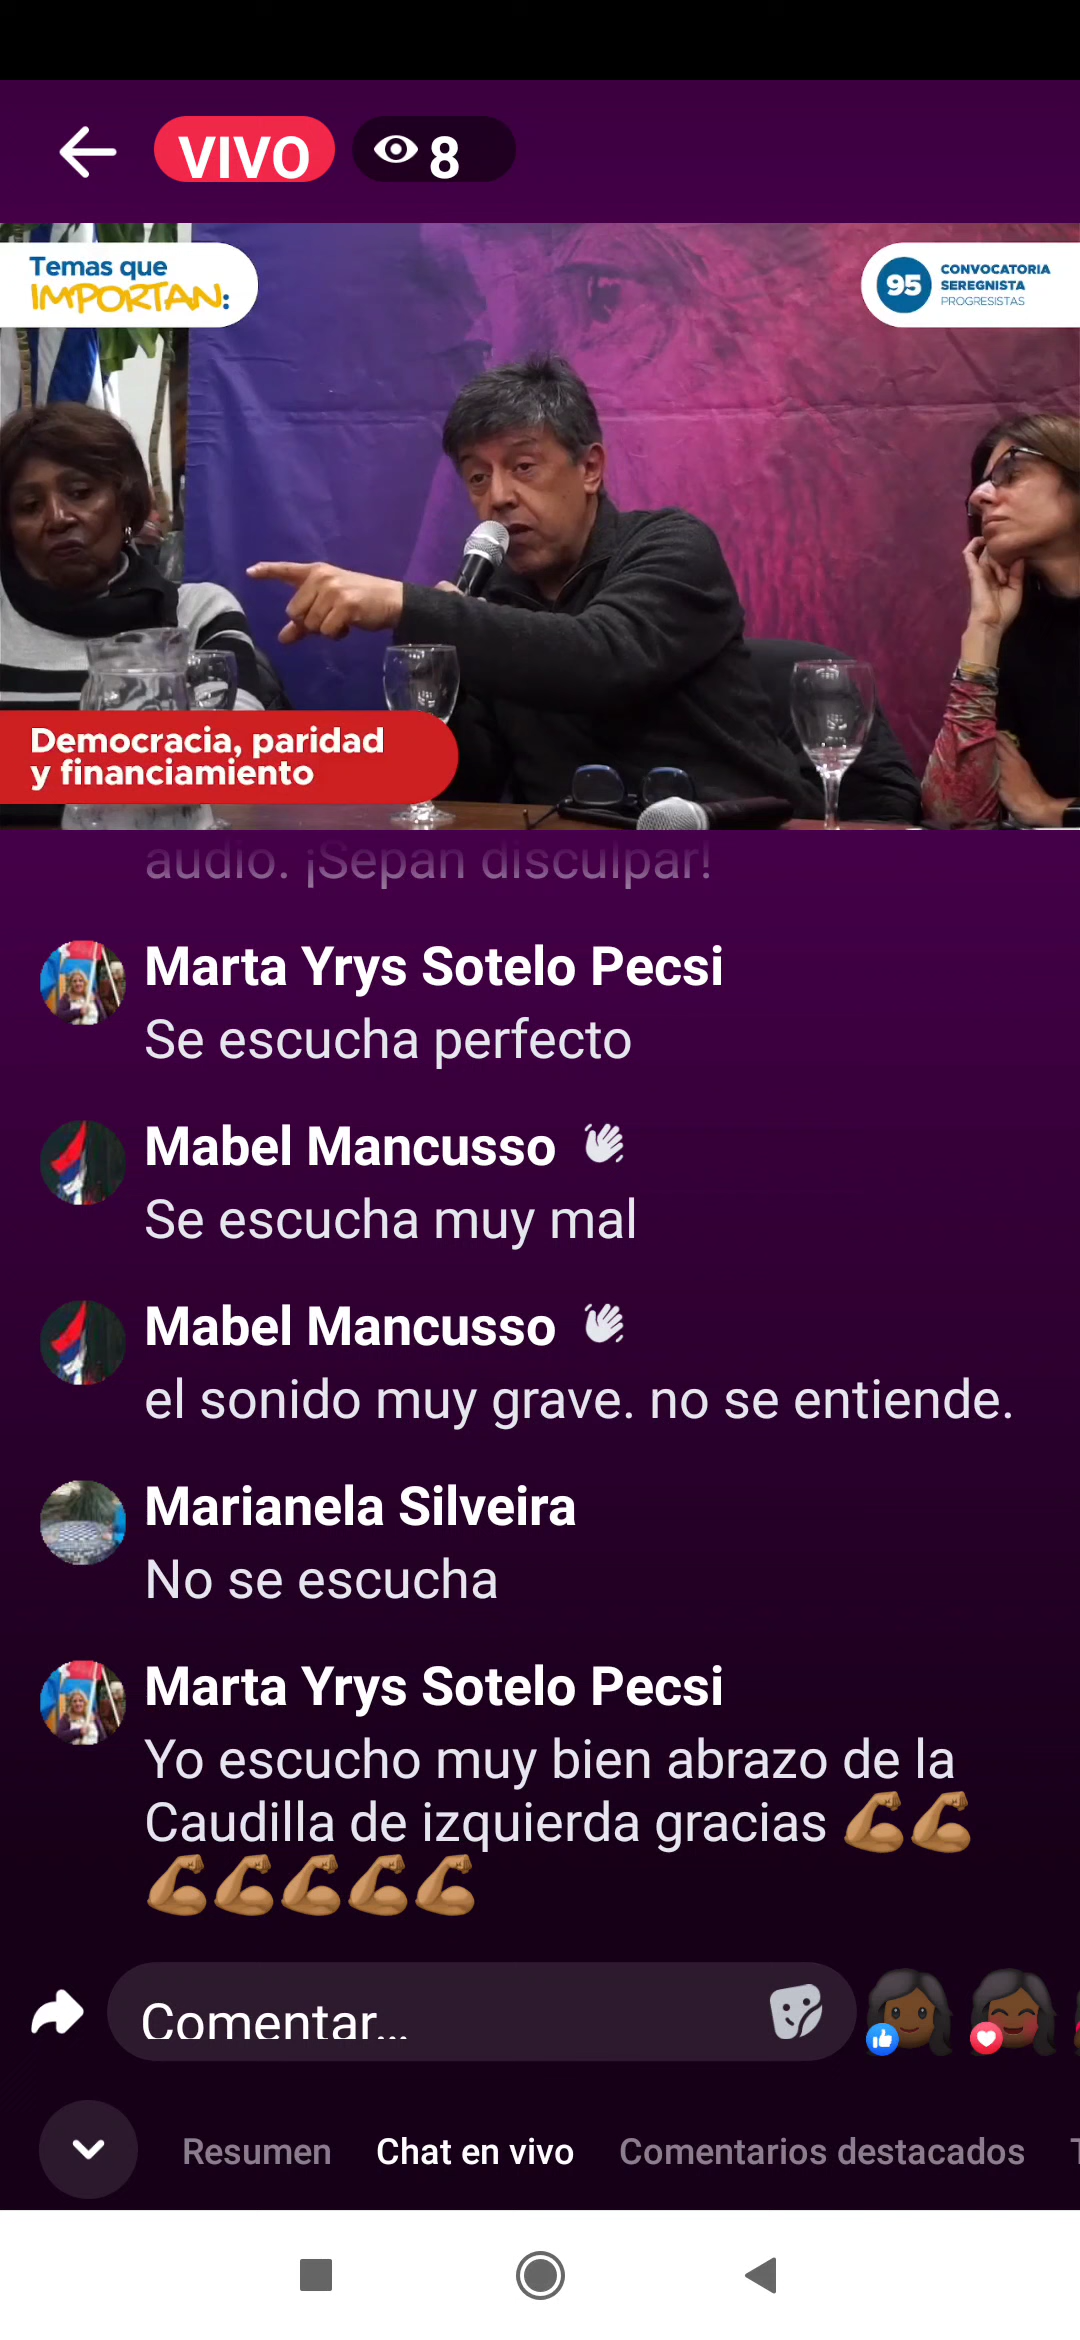 VIVO
8
Temas que
IMPORTAN:
95
CONVOCATORIA
SEREGNISTA
PROGRESISTAS
Democracia, paridad
y financiamiento
audio. ¡Sepan disculpar!
Marta Yrys Sotelo Pecsi
Se escucha perfecto
Mabel Mancusso
Se escucha muy mal
Mabel Mancusso
el sonido muy grave. no se entiende.
Marianela Silveira
No se escucha
Marta Yrys Sotelo Pecsi
Yo escucho muy bien abrazo de la
Caudilla de izquierda gracias 💪🏽💪🏽
💪🏽💪🏽💪🏽💪🏽💪🏽
Comentar...
Resumen
Chat en vivo
Comentarios destacados